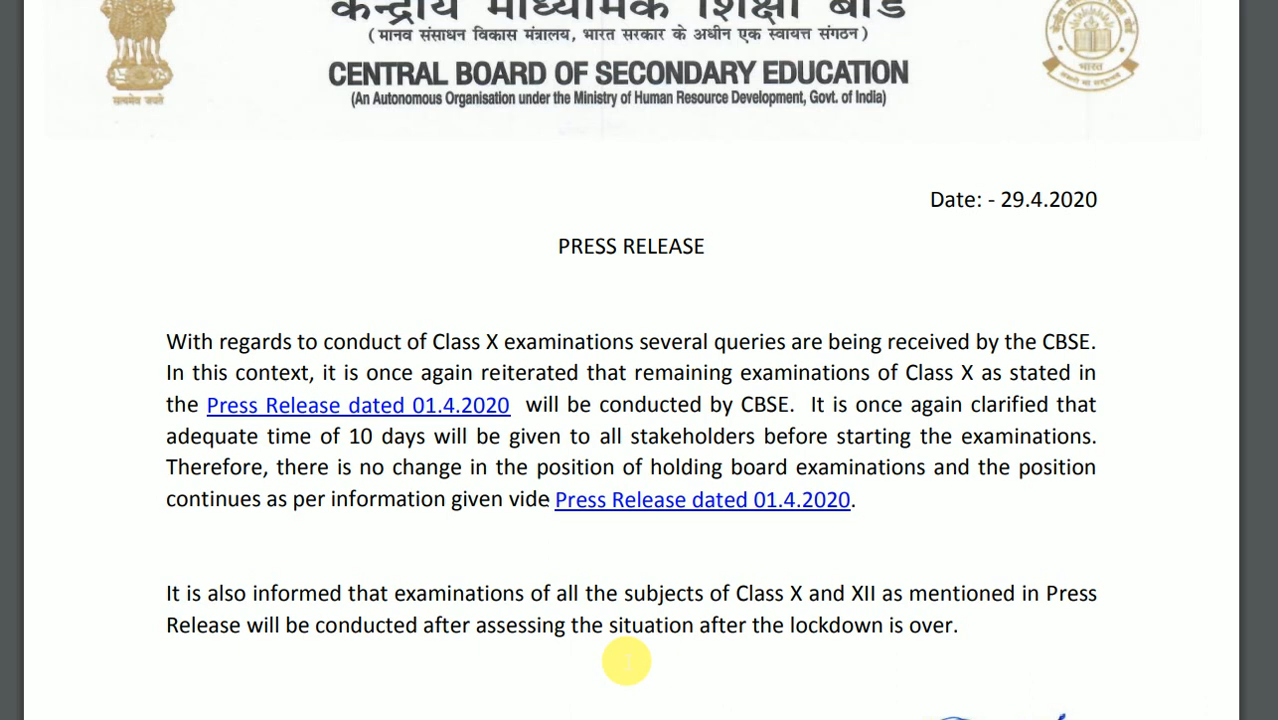 केन्द्रीय माध्यमिक शिक्षा बोर्ड
(मानव संसाधन विकास मंत्रालय, भारत सरकार के अधीन एक स्वायत्त संगठन)
CENTRAL BOARD OF SECONDARY EDUCATION
(An Autonomous Organisation under the Ministry of Human Resource Development, Govt. of India)
सत्यमेव जयते
भारत
Date: - 29.4.2020
PRESS RELEASE
With regards to conduct of Class X examinations several queries are being received by the CBSE.
In this context, it is once again reiterated that remaining examinations of Class X as stated in
the Press Release dated 01.4.2020 will be conducted by CBSE. It is once again clarified that
adequate time of 10 days will be given to all stakeholders before starting the examinations.
Therefore, there is no change in the position of holding board examinations and the position
continues as per information given vide Press Release dated 01.4.2020.
It is also informed that examinations of all the subjects of Class X and XII as mentioned in Press
Release will be conducted after assessing the situation after the lockdown is over.